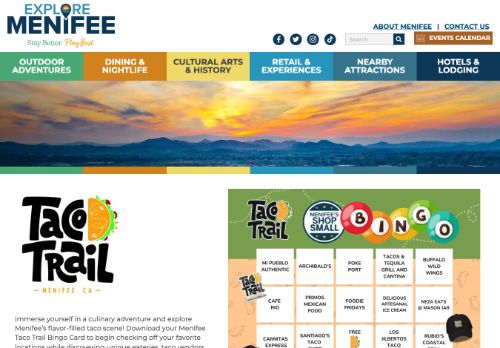 EXPLORE
MENIFEE
Stay Better. Play Best.
ABOUT MENIFEE | CONTACT US
Search
EVENTS CALENDAR
OUTDOOR ADVENTURES
DINING & NIGHTLIFE
CULTURAL ARTS & HISTORY
RETAIL & EXPERIENCES
NEARBY ATTRACTIONS
HOTELS & LODGING
TACO
TRAIL
MENIFEE, CA
Immerse yourself in a culinary adventure and explore
Menifee's flavor-filled taco scene! Download your Menifee
Taco Trail Bingo Card to begin checking off your favorite
locations while discovering unique eateries, taco vendors
TACO
TRAIL
MENIFEE'S
SHOP
SMALL
BINGO
MI PUEBLO AUTHENTIC
ARCHIBALD'S
POKE PORT
TACOS & TEQUILA GRILL AND CANTINA
BUFFALO WILD WINGS
CAFE RIO
PRIMOS MEXICAN FOOD
FOODIE FRIDAYS
DELICIOUS ARTESANAL ICE CREAM
NEZA EATS @ MASON JAR
CARNITAS EXPRESS
SANTIAGO'S TACO
FREE
LOS ALBERTOS TACO
RUBIO'S COASTAL